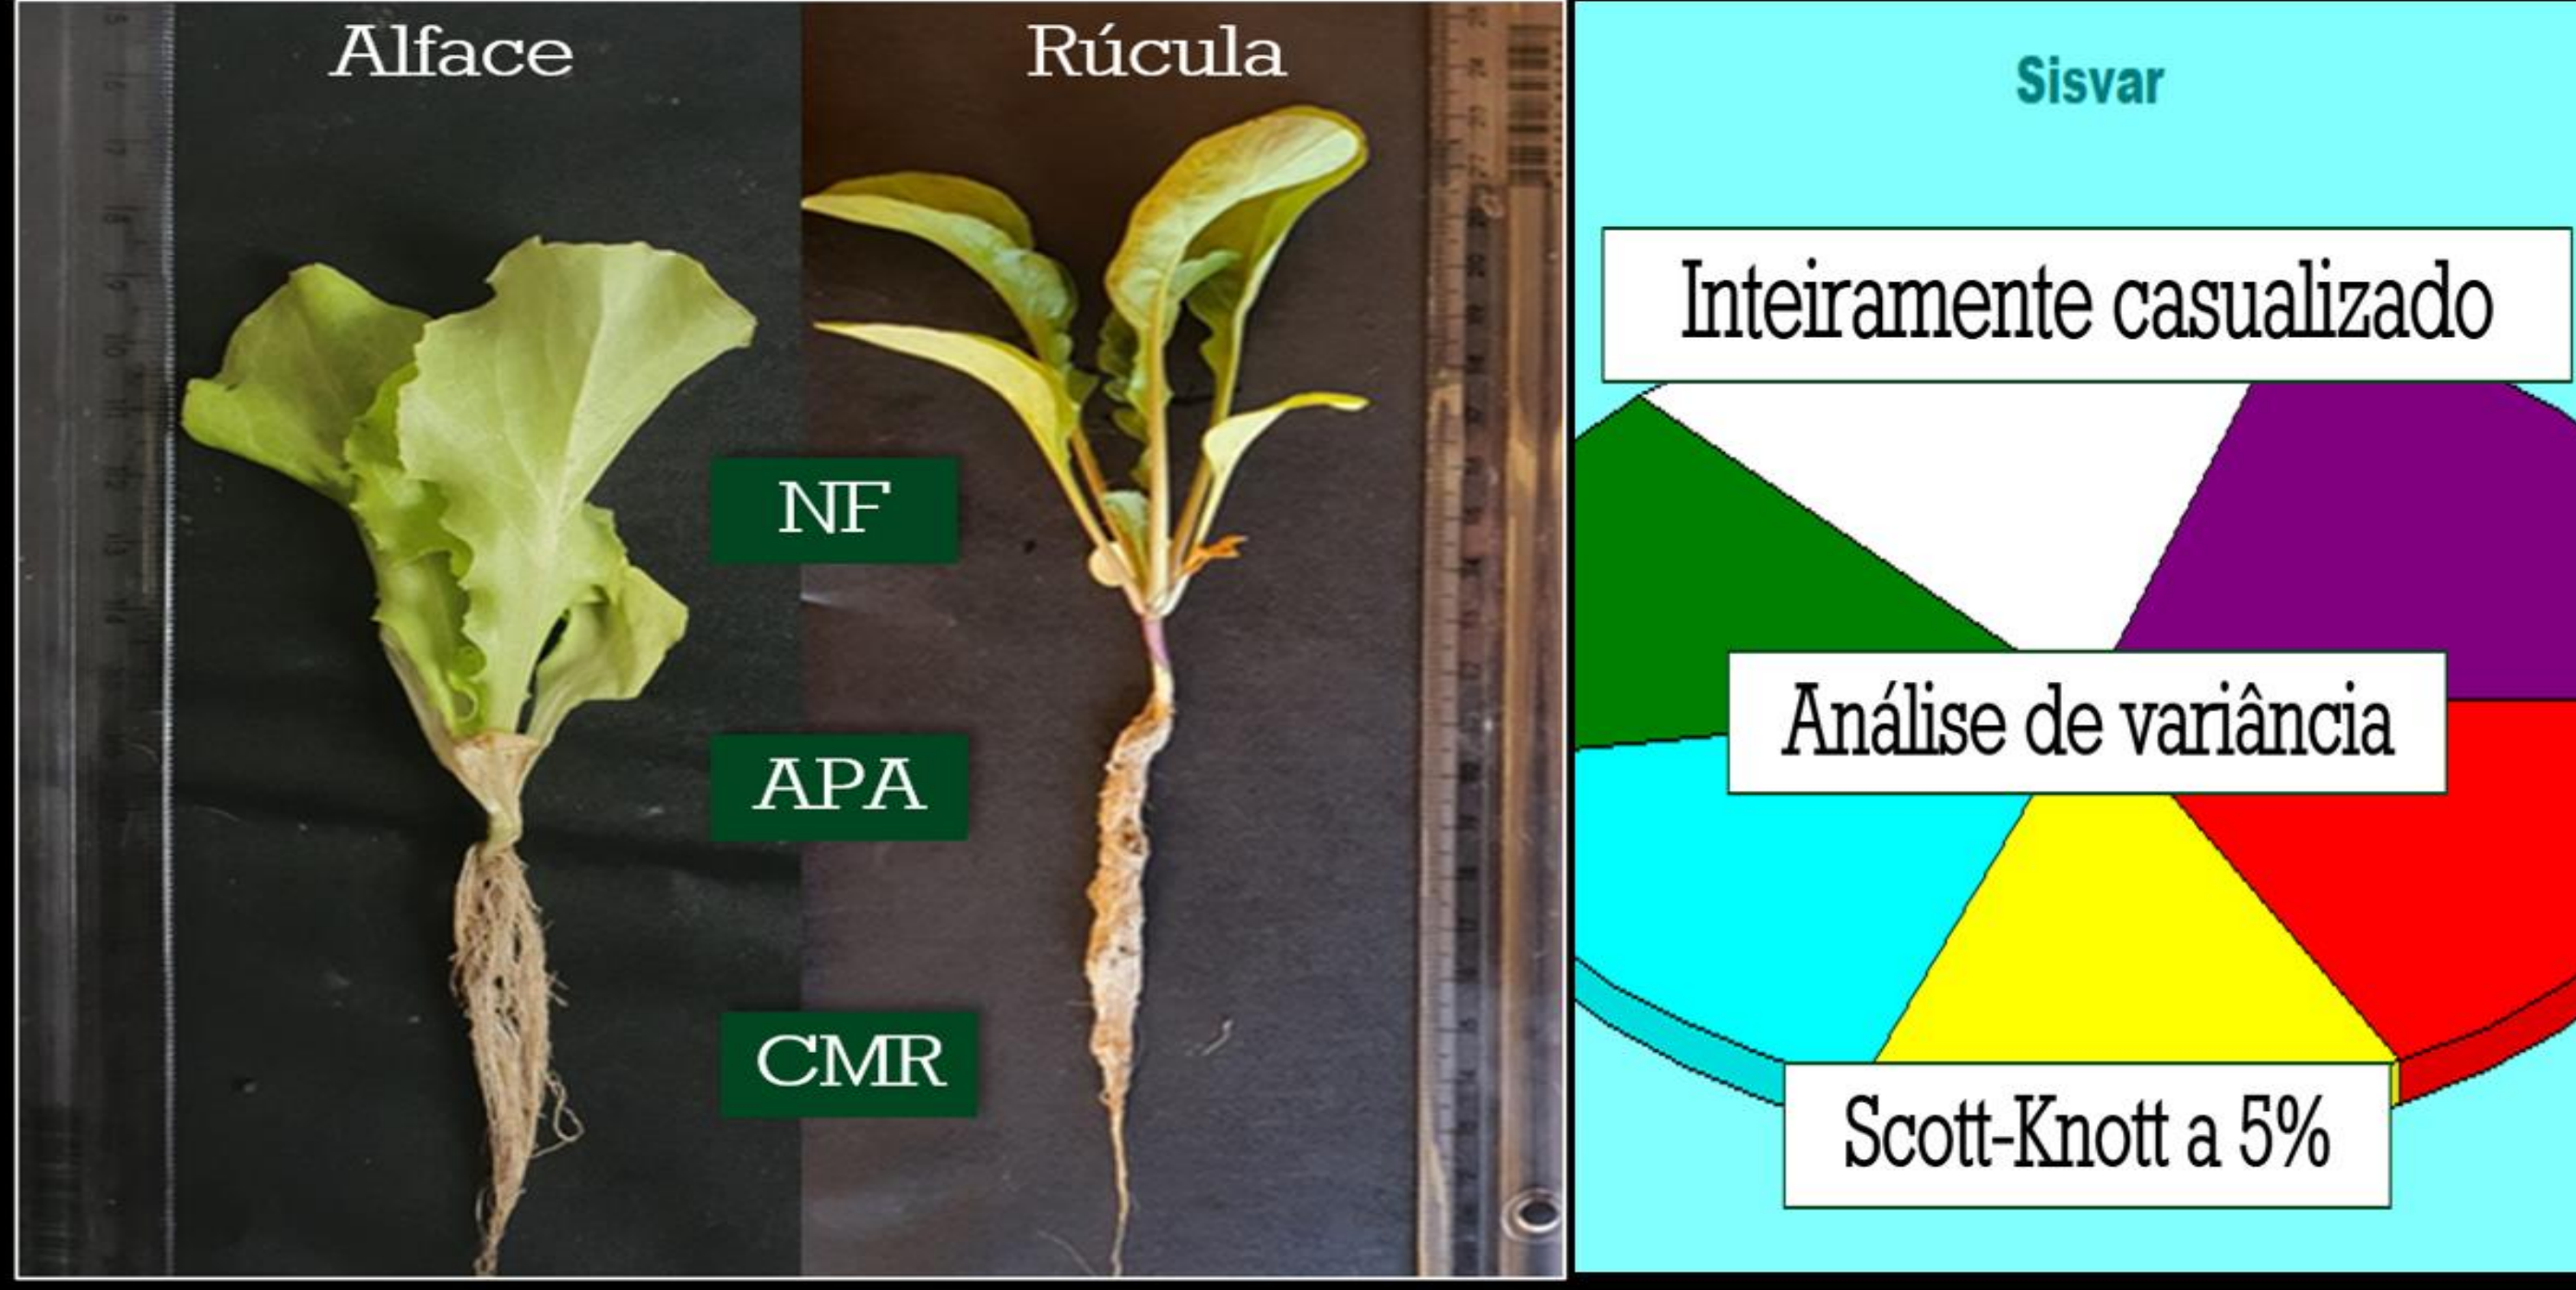 Alface
Rúcula
NF
APA
CMR
Sisvar
Inteiramente casualizado
Análise de variância
Scott-Knott a 5%